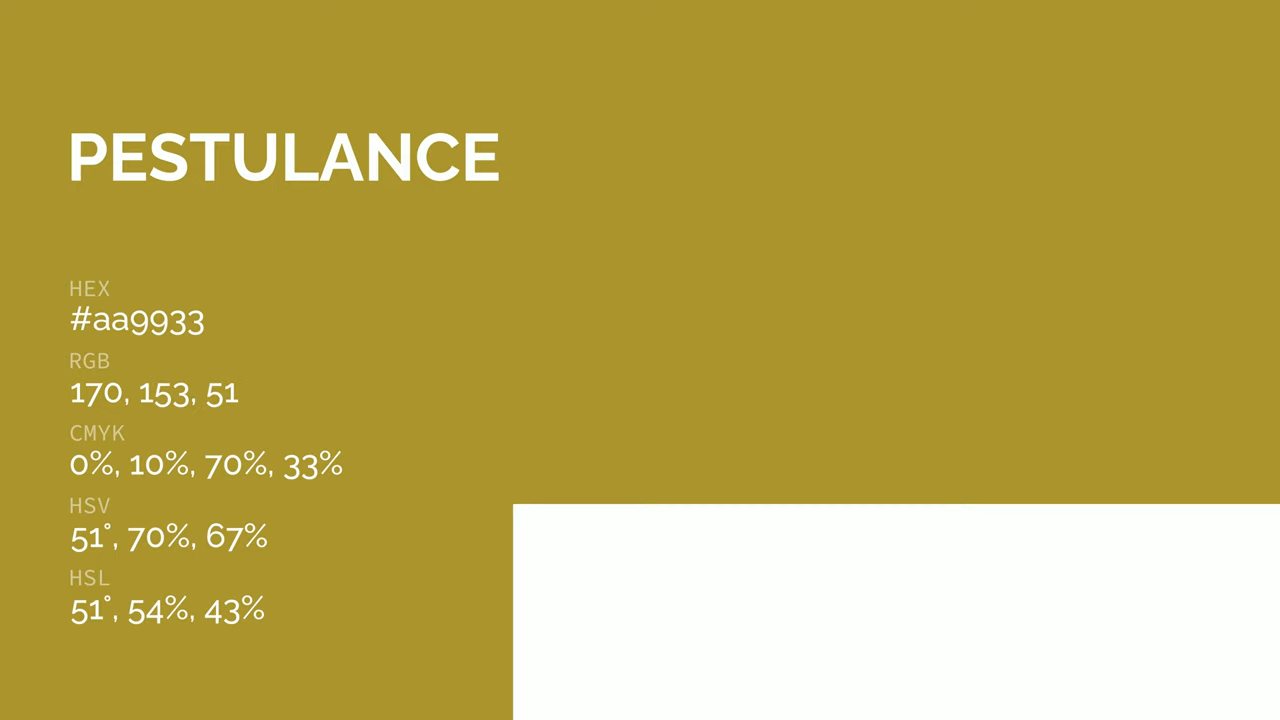 PESTULANCE
HEX
#aa9933
RGB
170, 153, 51
CMYK
0%, 10%, 70%, 33%
HSV
51°, 70%, 67%
HSL
51°, 54%, 43%